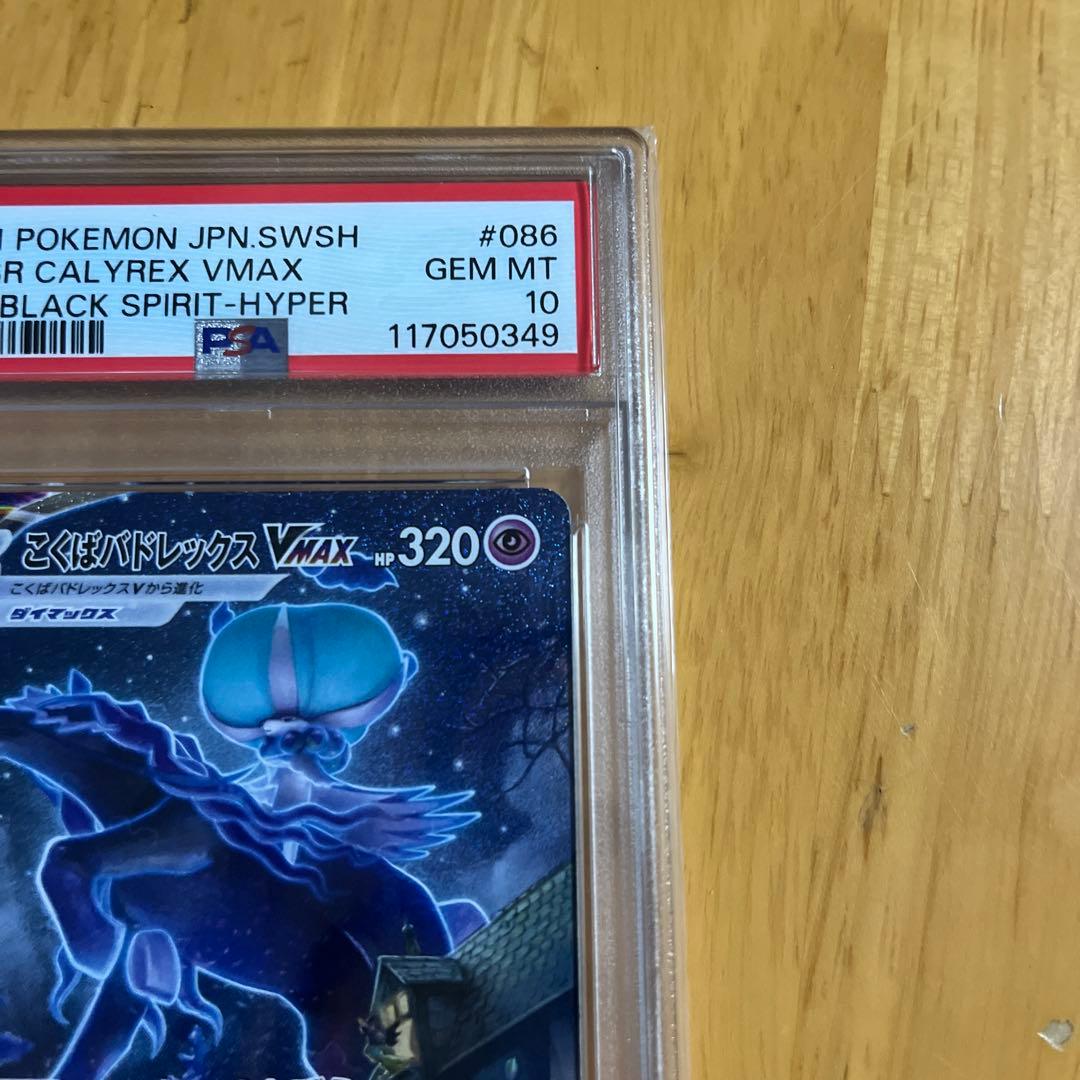 POKEMON JPN.SWSH #086
R CALYREX VMAX GEM MT
BLACK SPIRIT-HYPER 10
PSA 117050349
こくばバドレックス VMAX HP 320
こくばバドレックスVから進化
ダイマックス